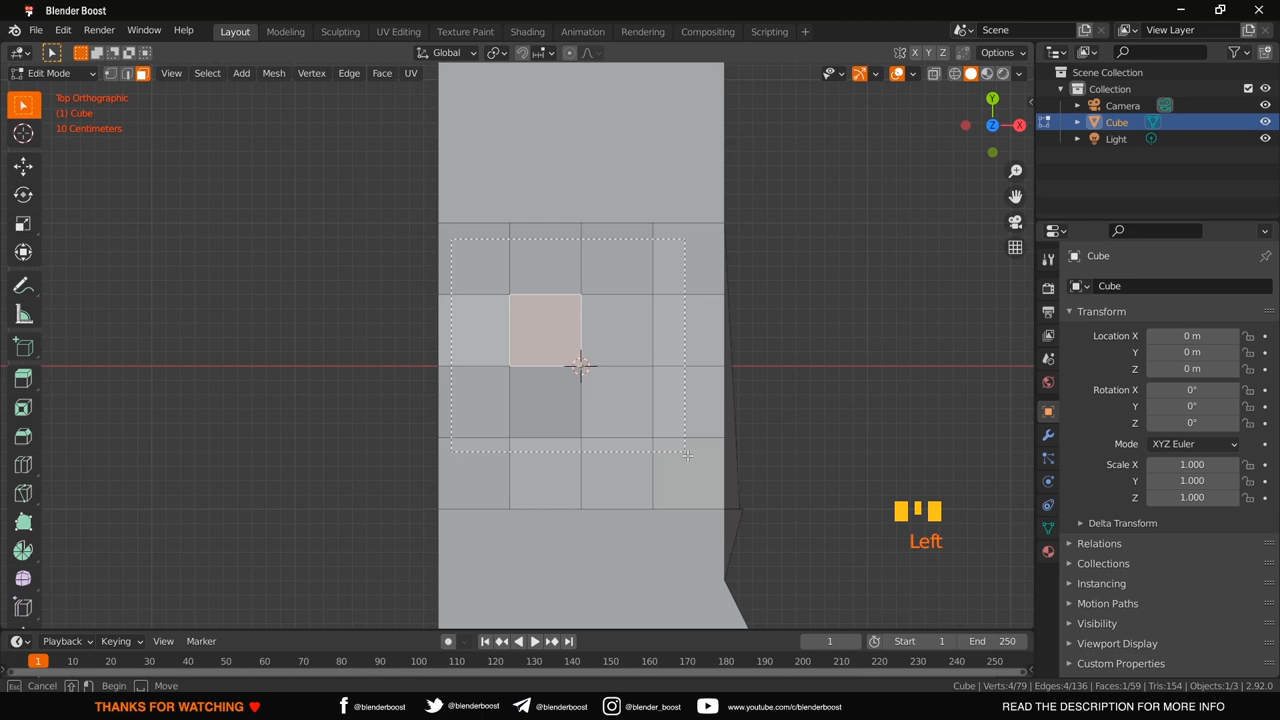 Blender Boost
File Edit Render Window Help Layout Modeling Sculpting UV Editing Texture Paint Shading Animation Rendering Compositing Scripting + Scene View Layer
Global X Y Z Options
Edit Mode View Select Add Mesh Vertex Edge Face UV
Top Orthographic
(1) Cube
10 Centimeters
Y
Z X
Scene Collection
Collection
Camera
Cube
Light
Cube
Cube
Transform
Location X 0 m
Y 0 m
Z 0 m
Rotation X 0°
Y 0°
Z 0°
Mode XYZ Euler
Scale X 1.000
Y 1.000
Z 1.000
Delta Transform
Relations
Collections
Instancing
Motion Paths
Visibility
Viewport Display
Custom Properties
Left
Playback Keying View Marker 1 Start 1 End 250
1 10 20 30 40 50 60 70 80 90 100 110 120 130 140 150 160 170 180 190 200 210 220 230 240 250
Esc Cancel Begin Move Cube | Verts:4/79 | Edges:4/136 | Faces:1/59 | Tris:154 | Objects:1/3 | 2.92.0
THANKS FOR WATCHING @blenderboost @blenderboost @blenderboost @blender_boost www.youtube.com/c/blenderboost READ THE DESCRIPTION FOR MORE INFO